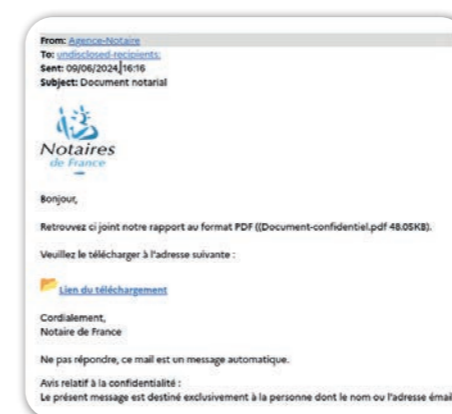 From: Agence-Notaire
To: undisclosed-recipients:
Sent: 09/06/2024 16:16
Subject: Document notarial
Notaires
de France
Bonjour,
Retrouvez ci joint notre rapport au format PDF ((Document-confidentiel.pdf 48.05KB).
Veuillez le télécharger à l'adresse suivante :
Lien du téléchargement
Cordialement,
Notaire de France
Ne pas répondre, ce mail est un message automatique.
Avis relatif à la confidentialité :
Le présent message est destiné exclusivement à la personne dont le nom ou l'adresse émail